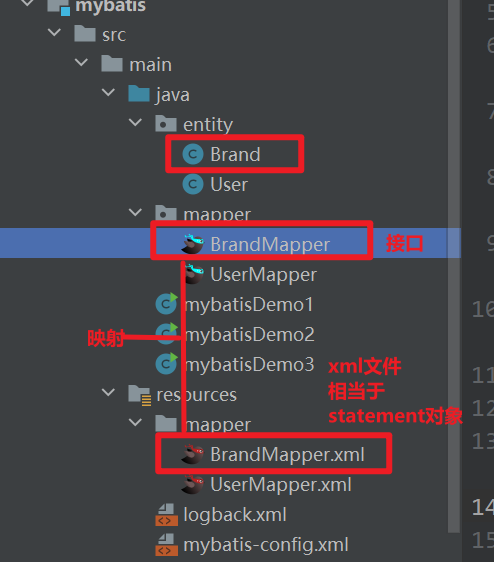 mybatis
5
src
6
main
java
7
entity
Brand
8
User
mapper
BrandMapper
接口
9
UserMapper
mybatisDemo1
10
映射
mybatisDemo2
mybatisDemo3
xml文件
11
resources
相当于
12
mapper
statement对象
13
BrandMapper.xml
UserMapper.xml
logback.xml
14
mybatis-config.xml
15